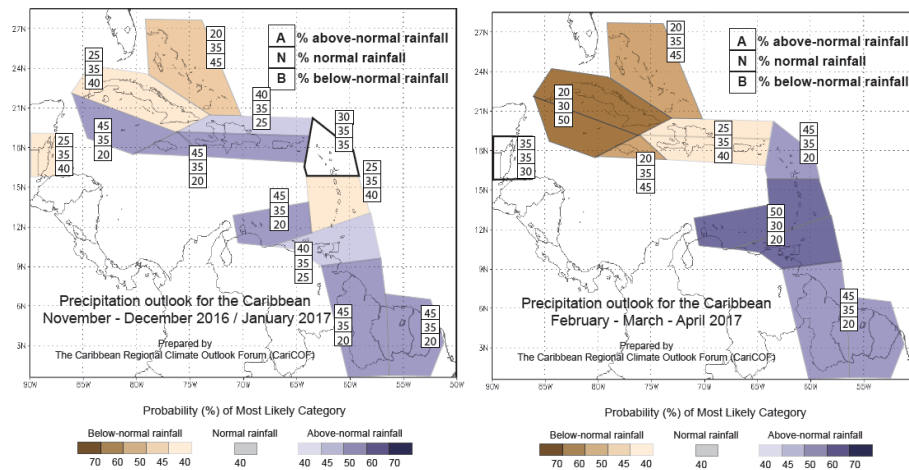 A % above-normal rainfall
N % normal rainfall
B % below-normal rainfall
27N
24N
21N
18N
15N
12N
9N
6N
3N
20
35
45
25
35
40
40
35
25
30
35
35
45
35
20
25
35
40
45
35
20
25
35
40
45
35
20
40
35
25
45
35
20
45
35
20
Precipitation outlook for the Caribbean
November - December 2016 / January 2017
Prepared by
The Caribbean Regional Climate Outlook Forum (CariCOF)
90W
85W
80W
75W
70W
65W
60W
55W
50W
Probability (%) of Most Likely Category
Below-normal rainfall
Normal rainfall
Above-normal rainfall
70 60 50 45 40
40
40 45 50 60 70
A % above-normal rainfall
N % normal rainfall
B % below-normal rainfall
27N
24N
21N
18N
15N
12N
9N
6N
3N
20
35
45
20
30
50
45
35
20
25
35
40
35
35
30
20
35
45
50
30
20
45
35
20
Precipitation outlook for the Caribbean
February - March - April 2017
Prepared by
The Caribbean Regional Climate Outlook Forum (CariCOF)
90W
85W
80W
75W
70W
65W
60W
55W
Probability (%) of Most Likely Category
Below-normal rainfall
Normal rainfall
Above-normal rainfall
70 60 50 45 40
40
40 45 50 60 70